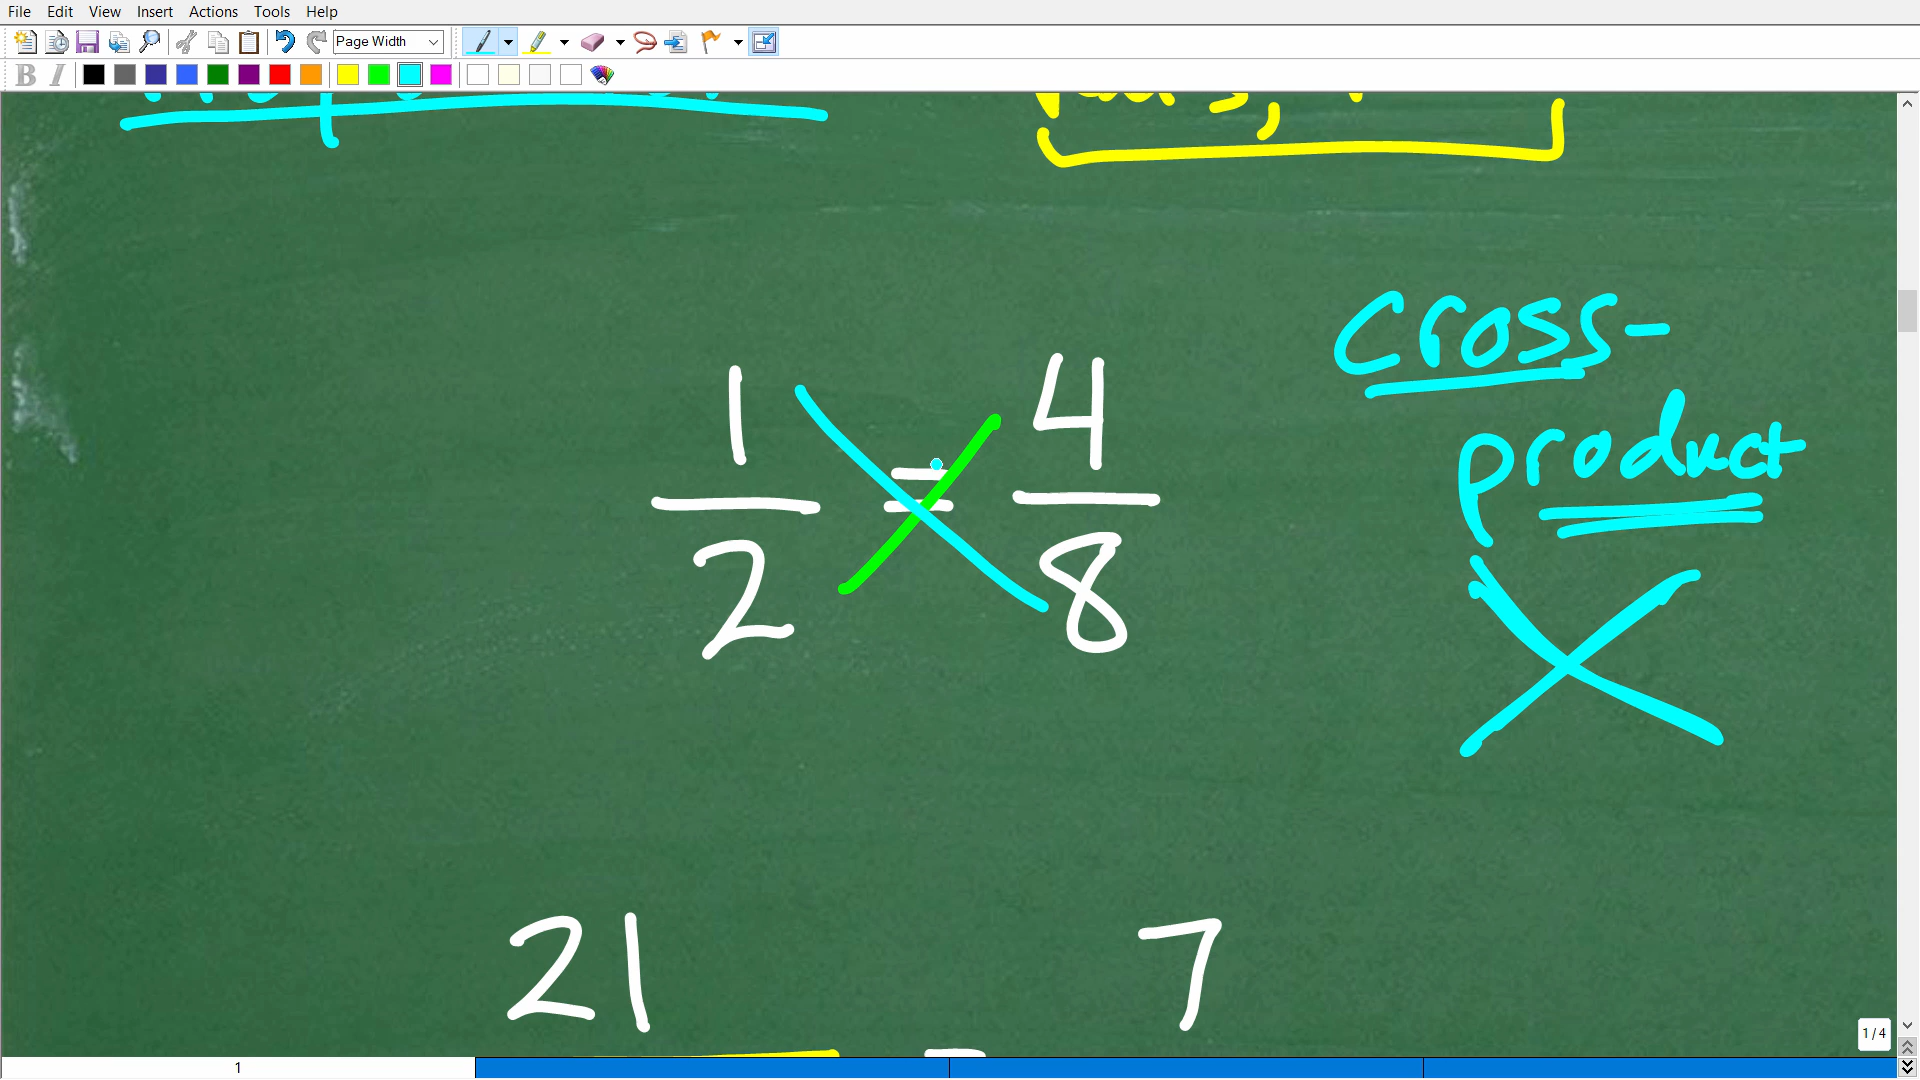 File Edit View Insert Actions Tools Help
Page Width
B I
cross-
product
1 4
=
2 8
21 7
1 / 4
1